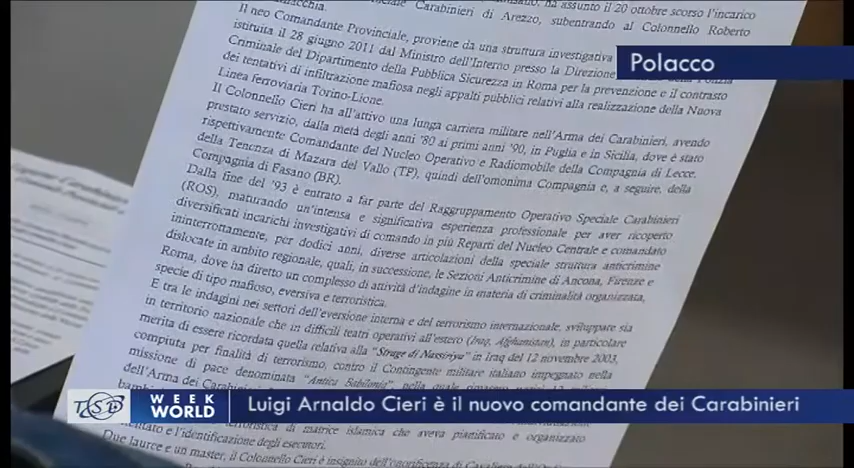 ha assunto il 20 ottobre scorso l'incarico
Carabinieri di Arezzo, subentrando al Colonnello Roberto
Il neo Comandante Provinciale, proviene da una struttura investigativa
istituita il 28 giugno 2011 dal Ministro dell'Interno presso la Direzione
Criminale del Dipartimento della Pubblica Sicurezza in Roma per la prevenzione e il contrasto
dei tentativi di infiltrazione mafiosa negli appalti pubblici relativi alla realizzazione della Nuova
Linea ferroviaria Torino-Lione.
Il Colonnello Cieri ha all'attivo una lunga carriera militare nell'Arma dei Carabinieri, avendo
prestato servizio, dalla metà degli anni '80 ai primi anni '90, in Puglia e in Sicilia, dove è stato
rispettivamente Comandante del Nucleo Operativo e Radiomobile della Compagnia di Lecce,
della Tenenza di Mazara del Vallo (TP), quindi dell'omonima Compagnia e, a seguire, della
Compagnia di Fasano (BR).
Dalla fine del '93 è entrato a far parte del Raggruppamento Operativo Speciale Carabinieri
(ROS), maturando un'intensa e significativa esperienza professionale per aver ricoperto
diversificati incarichi investigativi di comando in più Reparti del Nucleo Centrale e comandato
ininterrottamente, per dodici anni, diverse articolazioni della speciale struttura anticrimine
dislocate in ambito regionale, quali, in successione, le Sezioni Anticrimine di Ancona, Firenze e
Roma, dove ha diretto un complesso di attività d'indagine in materia di criminalità organizzata,
specie di tipo mafioso, eversiva e terroristica.
E tra le indagini nei settori dell'eversione interna e del terrorismo internazionale, sviluppate sia
in territorio nazionale che in difficili teatri operativi all'estero (Iraq, Afghanistan), in particolare
merita di essere ricordata quella relativa alla "Strage di Nassiriya" in Iraq del 12 novembre 2003,
compiuta per finalità di terrorismo, contro il Contingente militare italiano impegnato nella
missione di pace denominata "Antica Babilonia", nella quale rimasero
dell'Arma dei Carabinieri
terroristica di matrice islamica che aveva pianificato e organizzato
e l'identificazione degli esecutori.
Due lauree e un master, il Colonnello Cieri è insignito dell'onorificenza di Cavaliere
Polacco
TSD WEEK WORLD
Luigi Arnaldo Cieri è il nuovo comandante dei Carabinieri